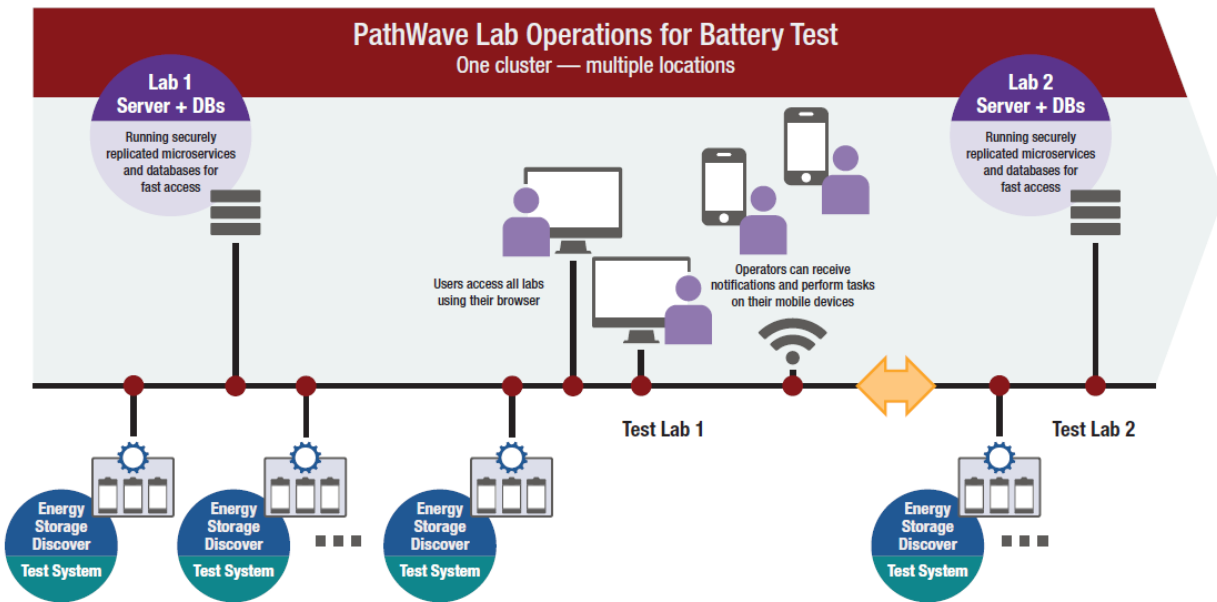 PathWave Lab Operations for Battery Test
One cluster — multiple locations
Lab 1
Server + DBs
Running securely
replicated microservices
and databases for
fast access
Users access all labs
using their browser
Operators can receive
notifications and perform tasks
on their mobile devices
Lab 2
Server + DBs
Running securely
replicated microservices
and databases for
fast access
Test Lab 1
Test Lab 2
Energy
Storage
Discover
Test System
Energy
Storage
Discover
Test System
Energy
Storage
Discover
Test System
Energy
Storage
Discover
Test System